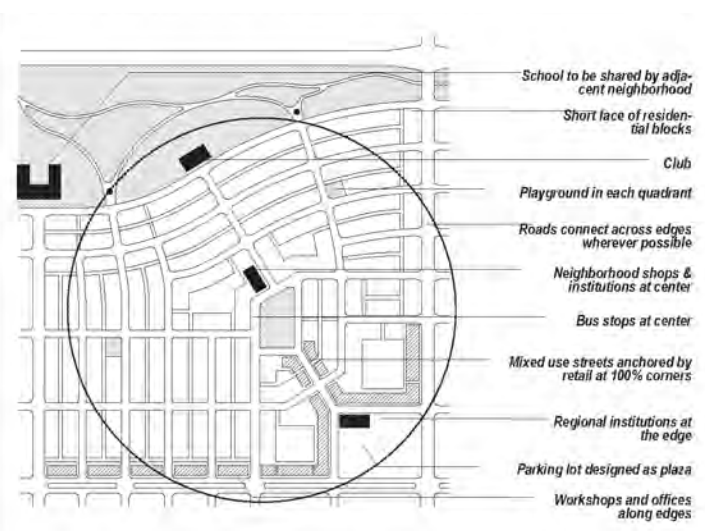 School to be shared by adja-
cent neighborhood
Short face of residen-
tial blocks
Club
Playground in each quadrant
Roads connect across edges
wherever possible
Neighborhood shops &
institutions at center
Bus stops at center
Mixed use streets anchored by
retail at 100% corners
Regional institutions at
the edge
Parking lot designed as plaza
Workshops and offices
along edges